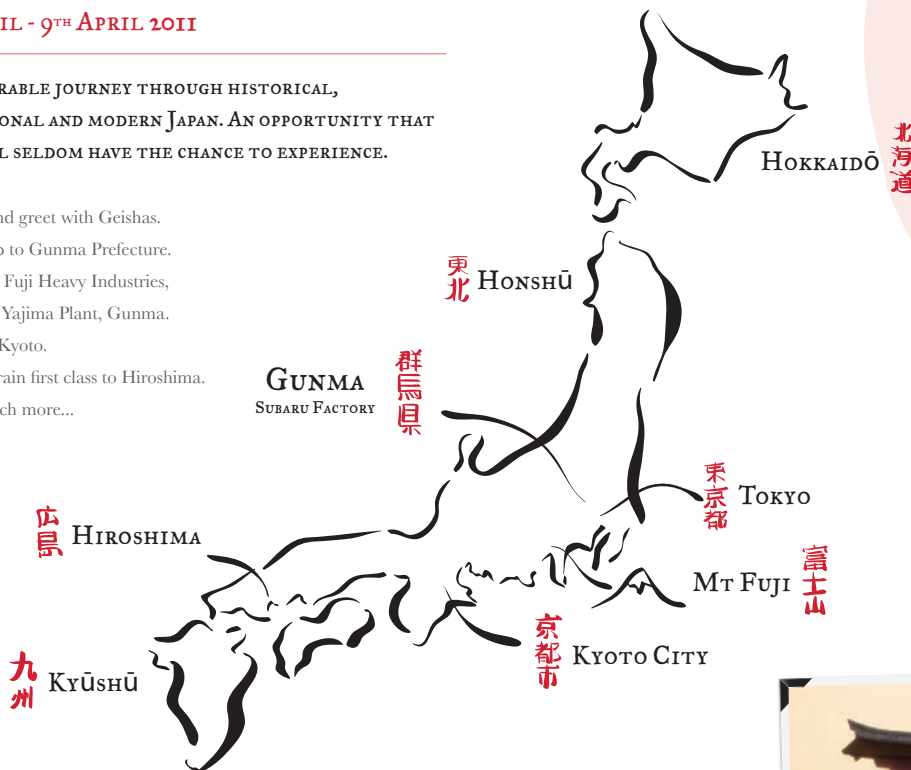 IL - 9TH APRIL 2011
RABLE JOURNEY THROUGH HISTORICAL,
IONAL AND MODERN JAPAN. AN OPPORTUNITY THAT
L SELDOM HAVE THE CHANCE TO EXPERIENCE.
nd greet with Geishas.
p to Gunma Prefecture.
Fuji Heavy Industries,
Yajima Plant, Gunma.
Kyoto.
rain first class to Hiroshima.
ch more...
HOKKAIDŌ
北海道
東北
HONSHŪ
GUNMA
SUBARU FACTORY
群馬県
東京都
TOKYO
広島
HIROSHIMA
MT FUJI
富士山
京都市
KYOTO CITY
九州
KYŪSHŪ